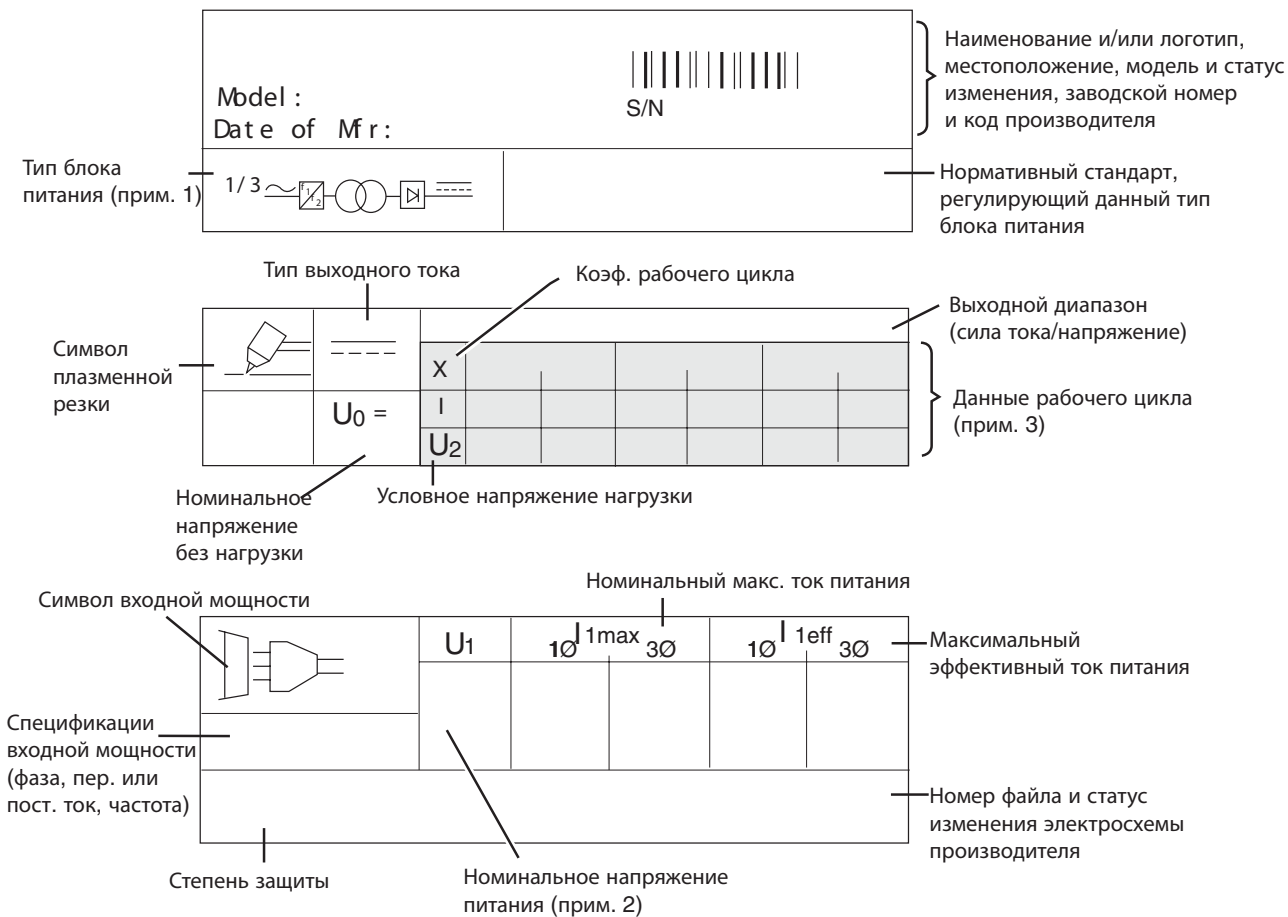 Model :
Date of Mfr:
S/N
Наименование и/или логотип,
местоположение, модель и статус
изменения, заводской номер
и код производителя
Тип блока
питания (прим. 1)
1/3
f1
f2
Нормативный стандарт,
регулирующий данный тип
блока питания
Тип выходного тока
Коэф. рабочего цикла
Выходной диапазон
(сила тока/напряжение)
Символ
плазменной
резки
X
I
U0 =
U2
Данные рабочего цикла
(прим. 3)
Номинальное
напряжение
без нагрузки
Условное напряжение нагрузки
Номинальный макс. ток питания
Символ входной мощности
U1
1Ø I 1max 3Ø
1Ø I 1eff 3Ø
Максимальный
эффективный ток питания
Спецификации
входной мощности
(фаза, пер. или
пост. ток, частота)
Номер файла и статус
изменения электросхемы
производителя
Степень защиты
Номинальное напряжение
питания (прим. 2)